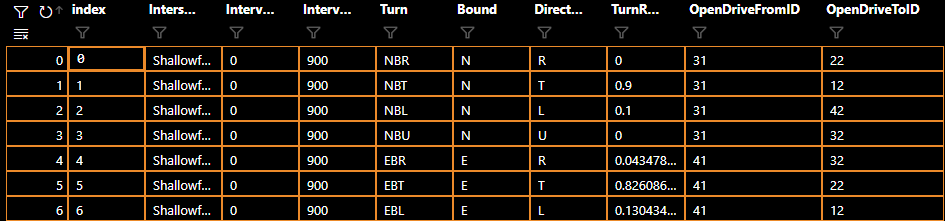 index Inters... Interv... Interv... Turn Bound Direct... TurnR... OpenDriveFromID OpenDriveToID
0 0 Shallowf... 0 900 NBR N R 0 31 22
1 1 Shallowf... 0 900 NBT N T 0.9 31 12
2 2 Shallowf... 0 900 NBL N L 0.1 31 42
3 3 Shallowf... 0 900 NBU N U 0 31 32
4 4 Shallowf... 0 900 EBR E R 0.043478... 41 32
5 5 Shallowf... 0 900 EBT E T 0.826086... 41 22
6 6 Shallowf... 0 900 EBL E L 0.130434... 41 12